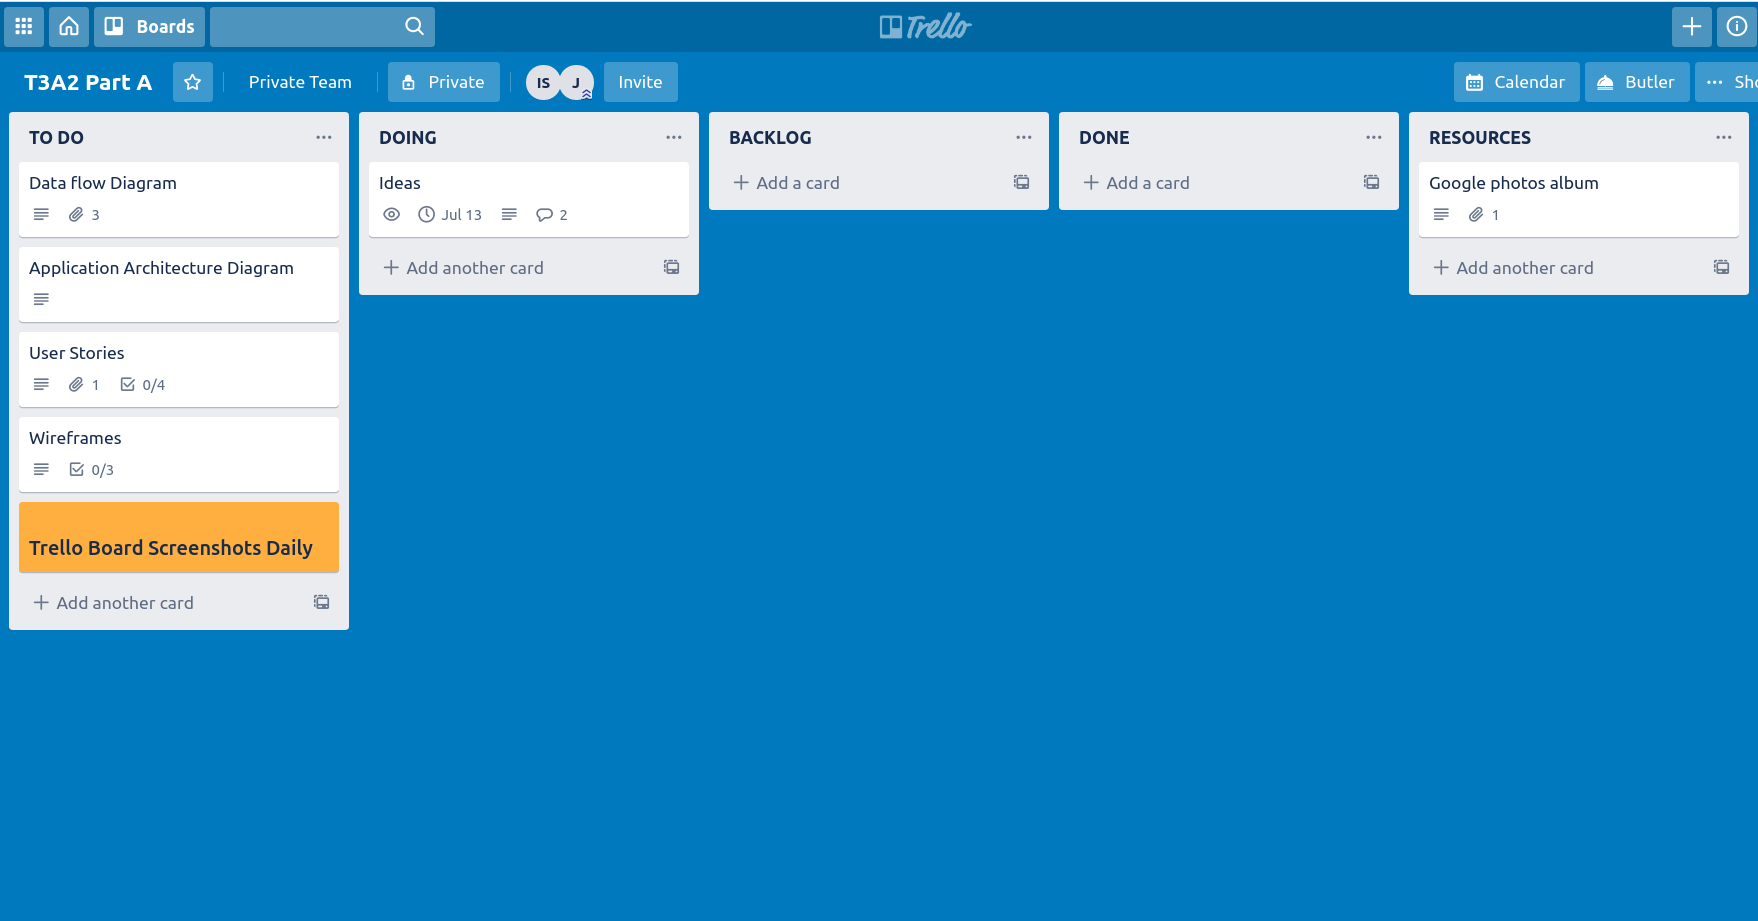 Boards
Trello
T3A2 Part A
Private Team
Private
IS
J
Invite
Calendar
Butler
TO DO
Data flow Diagram
3
Application Architecture Diagram
User Stories
1
0/4
Wireframes
0/3
Trello Board Screenshots Daily
+ Add another card
DOING
Ideas
Jul 13
2
+ Add another card
BACKLOG
+ Add a card
DONE
+ Add a card
RESOURCES
Google photos album
1
+ Add another card